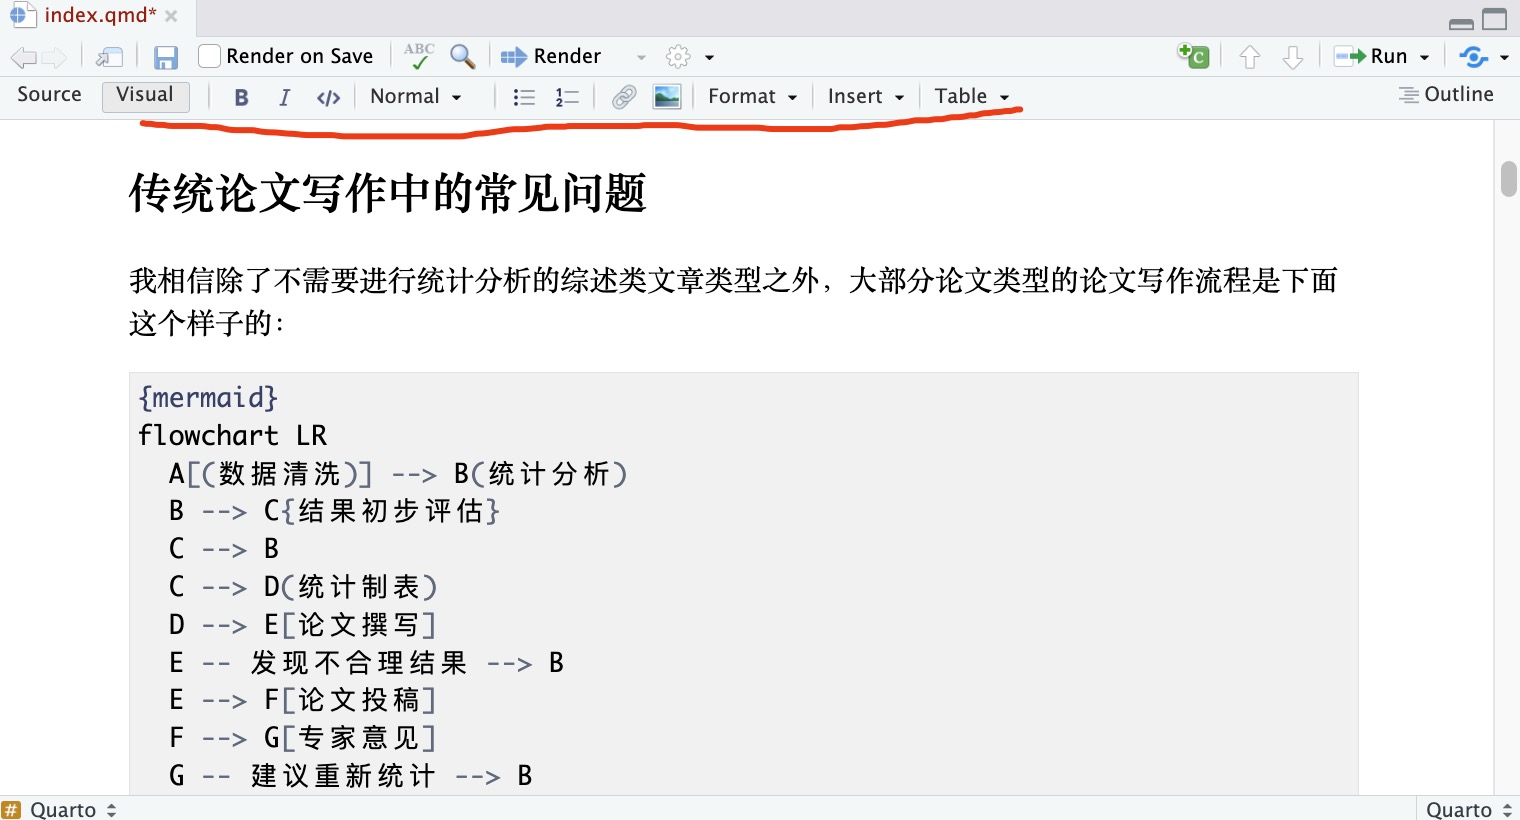 index.qmd*
Render on Save ABC Render Run
Source Visual B I </> Normal Format Insert Table Outline
传统论文写作中的常见问题
我相信除了不需要进行统计分析的综述类文章类型之外，大部分论文类型的论文写作流程是下面
这个样子的：
{mermaid}
flowchart LR
A[(数据清洗)] --> B(统计分析)
B --> C{结果初步评估}
C --> B
C --> D(统计制表)
D --> E[论文撰写]
E -- 发现不合理结果 --> B
E --> F[论文投稿]
F --> G[专家意见]
G -- 建议重新统计 --> B
# Quarto Quarto